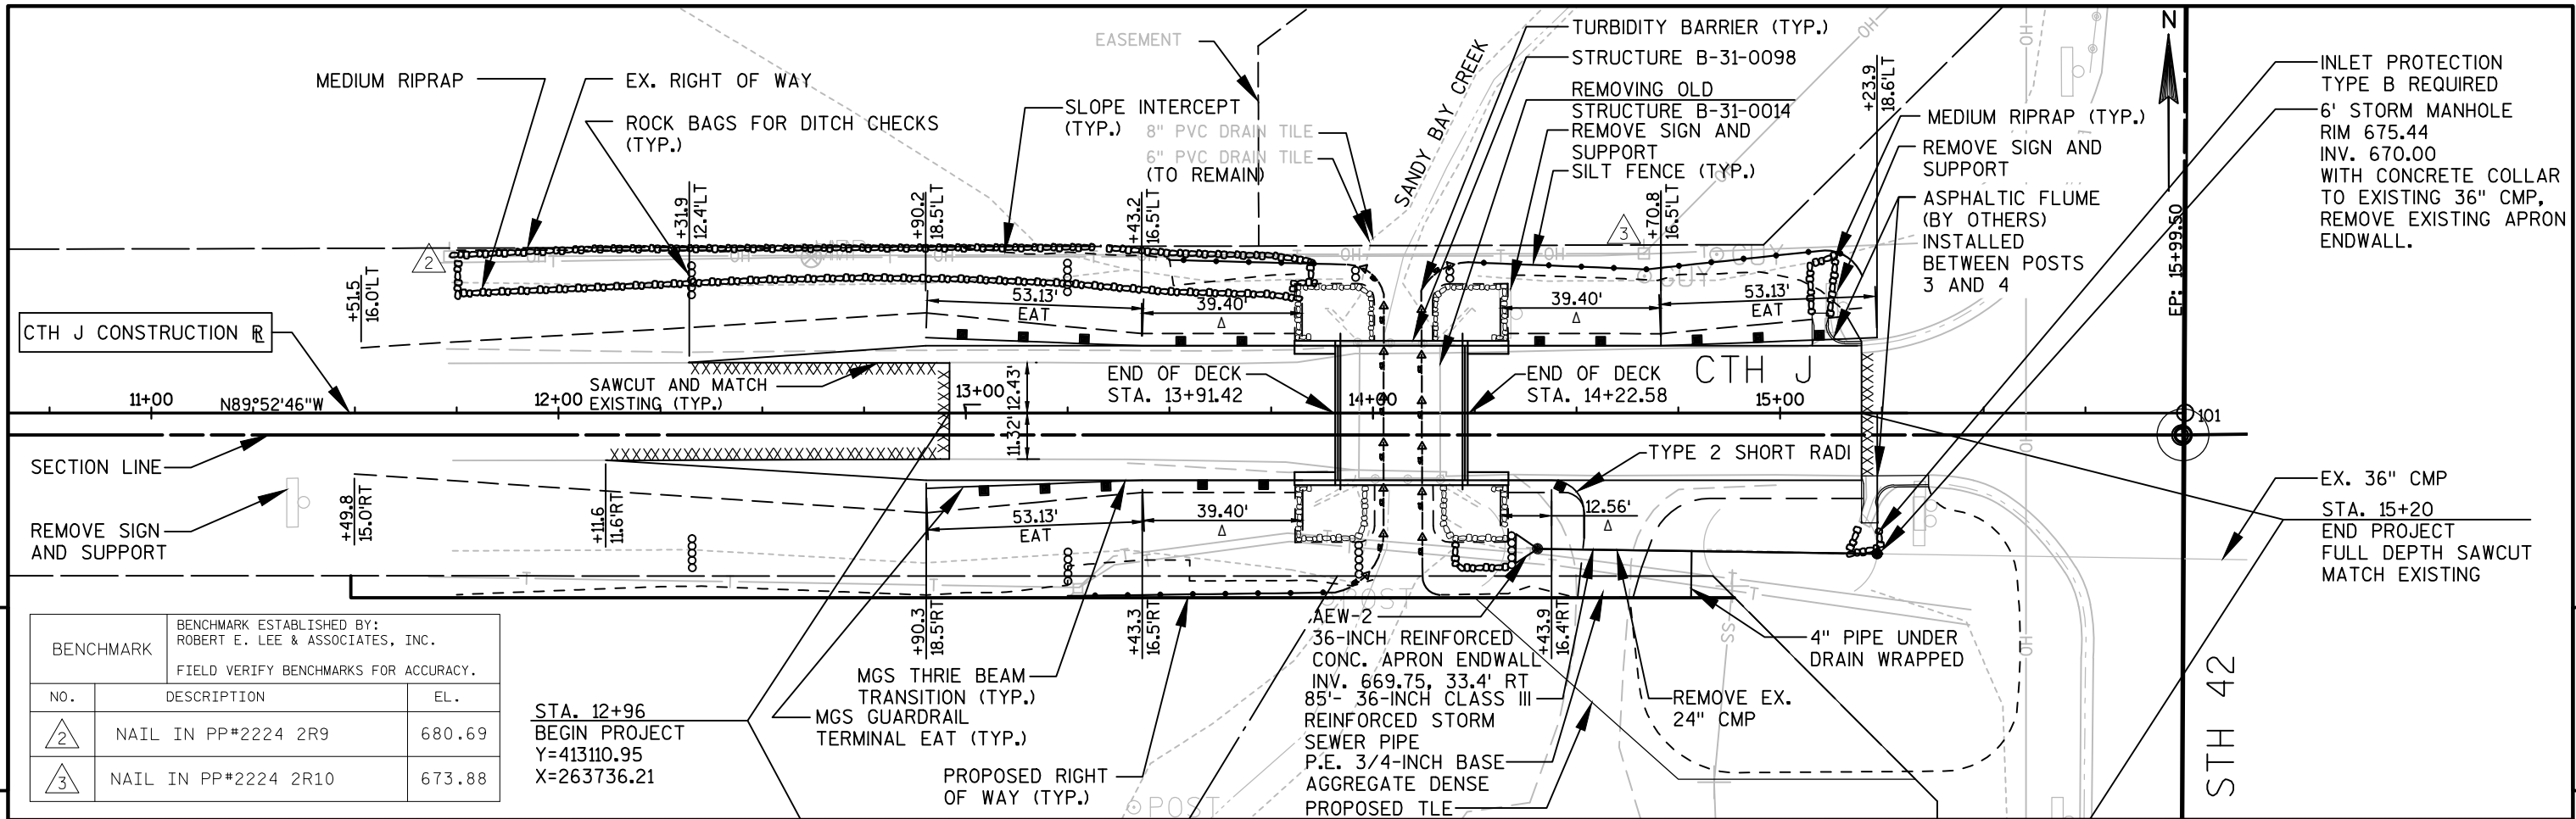 EASEMENT
MEDIUM RIPRAP
EX. RIGHT OF WAY
ROCK BAGS FOR DITCH CHECKS
(TYP.)
SLOPE INTERCEPT
(TYP.)
8" PVC DRAIN TILE
6" PVC DRAIN TILE
(TO REMAIN)
SANDY BAY CREEK
TURBIDITY BARRIER (TYP.)
STRUCTURE B-31-0098
REMOVING OLD
STRUCTURE B-31-0014
REMOVE SIGN AND
SUPPORT
SILT FENCE (TYP.)
MEDIUM RIPRAP (TYP.)
REMOVE SIGN AND
SUPPORT
ASPHALTIC FLUME
(BY OTHERS)
INSTALLED
BETWEEN POSTS
3 AND 4
N
EP: 15+99.50
INLET PROTECTION
TYPE B REQUIRED
6' STORM MANHOLE
RIM 675.44
INV. 670.00
WITH CONCRETE COLLAR
TO EXISTING 36" CMP,
REMOVE EXISTING APRON
ENDWALL.
+51.5
16.0'LT
+31.9
12.4'LT
+90.2
18.5'LT
+43.2
16.5'LT
+70.8
16.5'LT
+23.9
18.6'LT
2
3
OH
OH
OH
OH
OH
OH
OH
GUY
GUY
53.13'
EAT
39.40'
Δ
39.40'
Δ
53.13'
EAT
CTH J CONSTRUCTION RL
SAWCUT AND MATCH
EXISTING (TYP.)
12.43'
11.32'
END OF DECK
STA. 13+91.42
END OF DECK
STA. 14+22.58
CTH J
11+00
N89°52'46"W
12+00
13+00
14+00
15+00
101
SECTION LINE
REMOVE SIGN
AND SUPPORT
+49.8
15.0'RT
+11.6
11.6'RT
+90.3
18.5'RT
+43.3
16.5'RT
+43.9
16.4'RT
53.13'
EAT
39.40'
Δ
12.56'
Δ
TYPE 2 SHORT RADI
EX. 36" CMP
STA. 15+20
END PROJECT
FULL DEPTH SAWCUT
MATCH EXISTING
STH 42
OH
OH
SS
T
T
T
POST
POST
MGS THRIE BEAM
TRANSITION (TYP.)
MGS GUARDRAIL
TERMINAL EAT (TYP.)
PROPOSED RIGHT
OF WAY (TYP.)
AEW-2
36-INCH REINFORCED
CONC. APRON ENDWALL
INV. 669.75, 33.4' RT
85'- 36-INCH CLASS III
REINFORCED STORM
SEWER PIPE
P.E. 3/4-INCH BASE
AGGREGATE DENSE
PROPOSED TLE
REMOVE EX.
24" CMP
4" PIPE UNDER
DRAIN WRAPPED
STA. 12+96
BEGIN PROJECT
Y=413110.95
X=263736.21
BENCHMARK
BENCHMARK ESTABLISHED BY:
ROBERT E. LEE & ASSOCIATES, INC.
FIELD VERIFY BENCHMARKS FOR ACCURACY.
NO. DESCRIPTION EL.
2 NAIL IN PP#2224 2R9 680.69
3 NAIL IN PP#2224 2R10 673.88